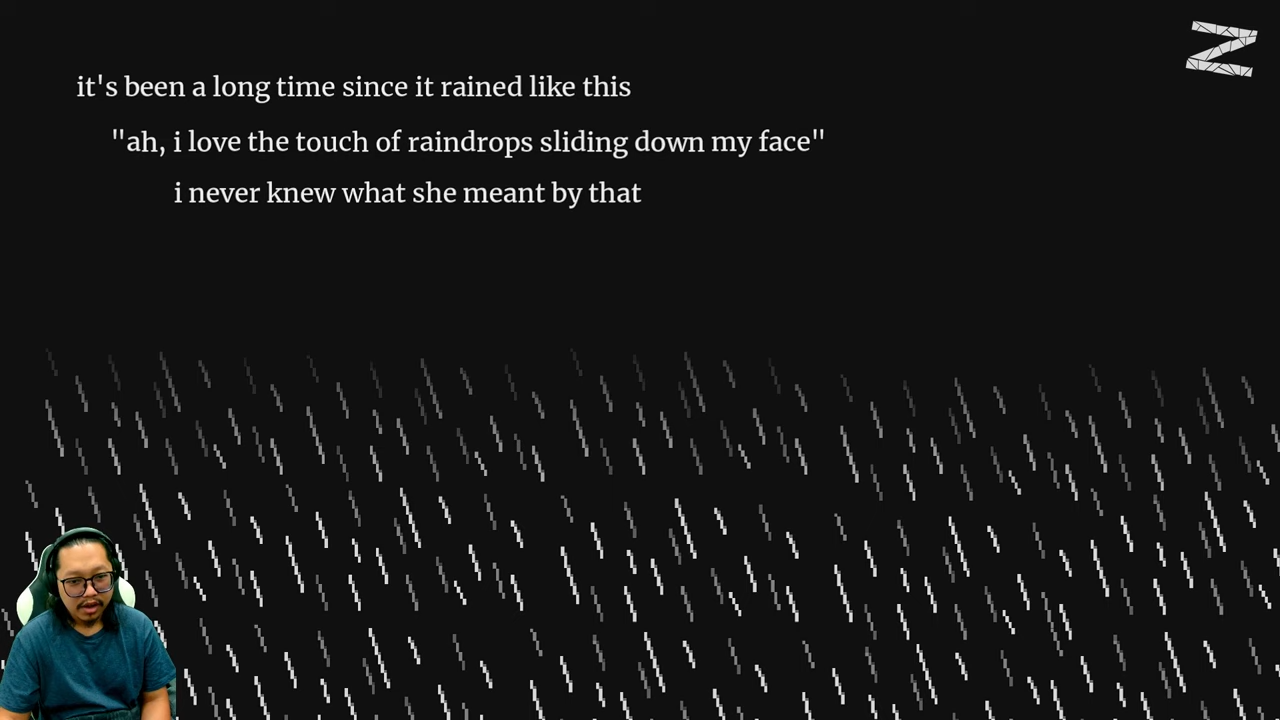 it's been a long time since it rained like this
"ah, i love the touch of raindrops sliding down my face"
i never knew what she meant by that
Z